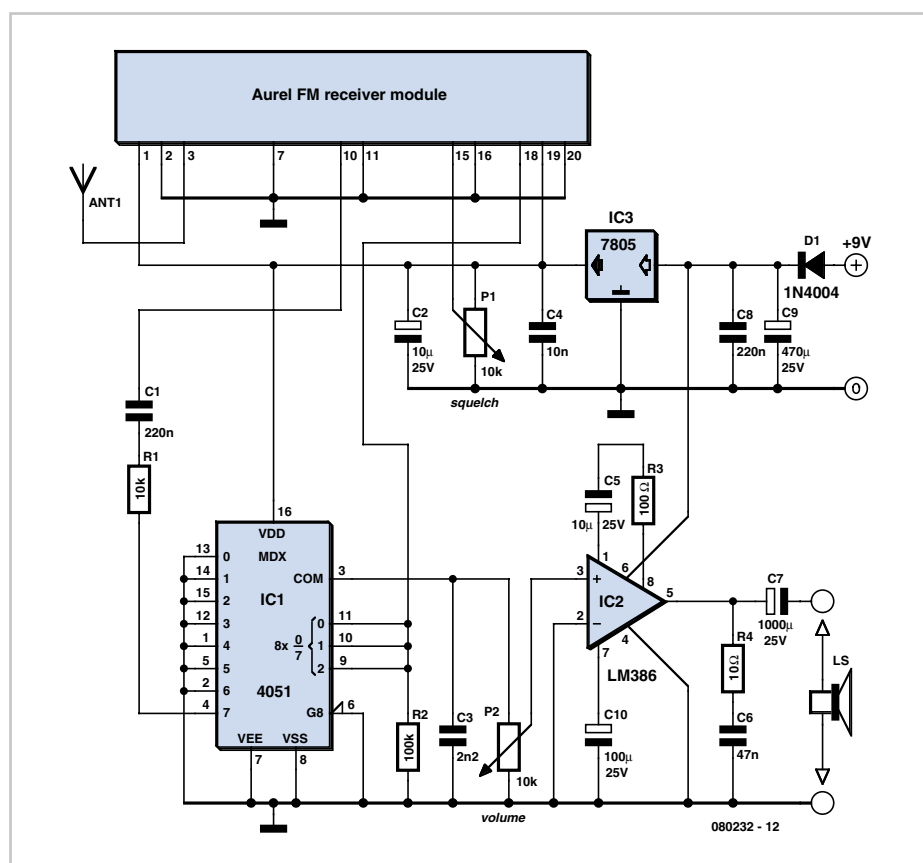 Aurel FM receiver module
1 2 3 7 10 11 15 16 18 19 20
ANT1
IC3
7805
D1
+9V
1N4004
C2
10µ
25V
P1
10k
squelch
C4
10n
C8
220n
C9
470µ
25V
0
C1
220n
R1
10k
C5
10µ 25V
R3
100Ω
16
VDD
MDX
IC1
4051
COM
8x 0/7
0
1
2
G8
VEE VSS
13 0
14 1
15 2
12 3
1 4
5 5
2 6
4 7
3
11
10
9
6
7 8
R2
100k
C3
2n2
P2
10k
volume
3
2
1
6
8
5
4
7
+
–
IC2
LM386
C10
100µ
25V
C7
1000µ
25V
R4
10Ω
C6
47n
LS
080232 - 12